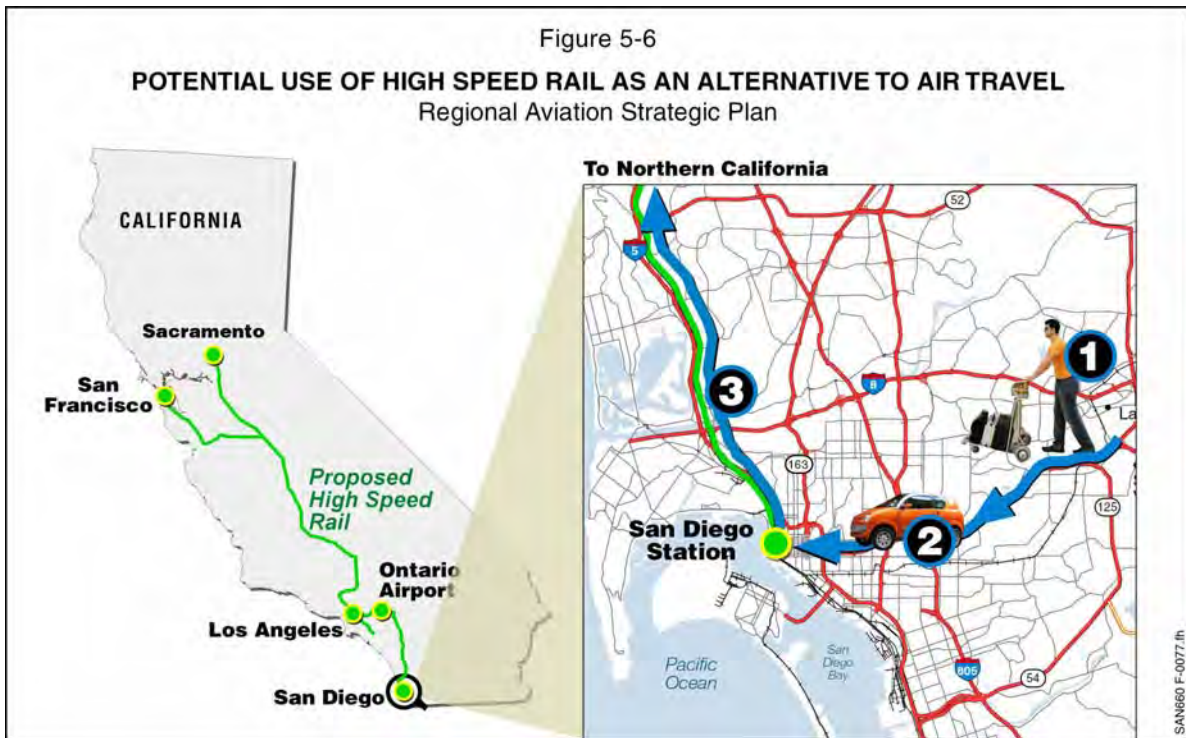 Figure 5-6
POTENTIAL USE OF HIGH SPEED RAIL AS AN ALTERNATIVE TO AIR TRAVEL
Regional Aviation Strategic Plan
CALIFORNIA
Sacramento
San
Francisco
Proposed
High Speed
Rail
Ontario
Airport
Los Angeles
San Diego
To Northern California
52
5
1
3
8
La
163
125
San Diego
Station
2
Pacific
Ocean
San
Diego
Bay
805
54
SAN660 F-0077.fh